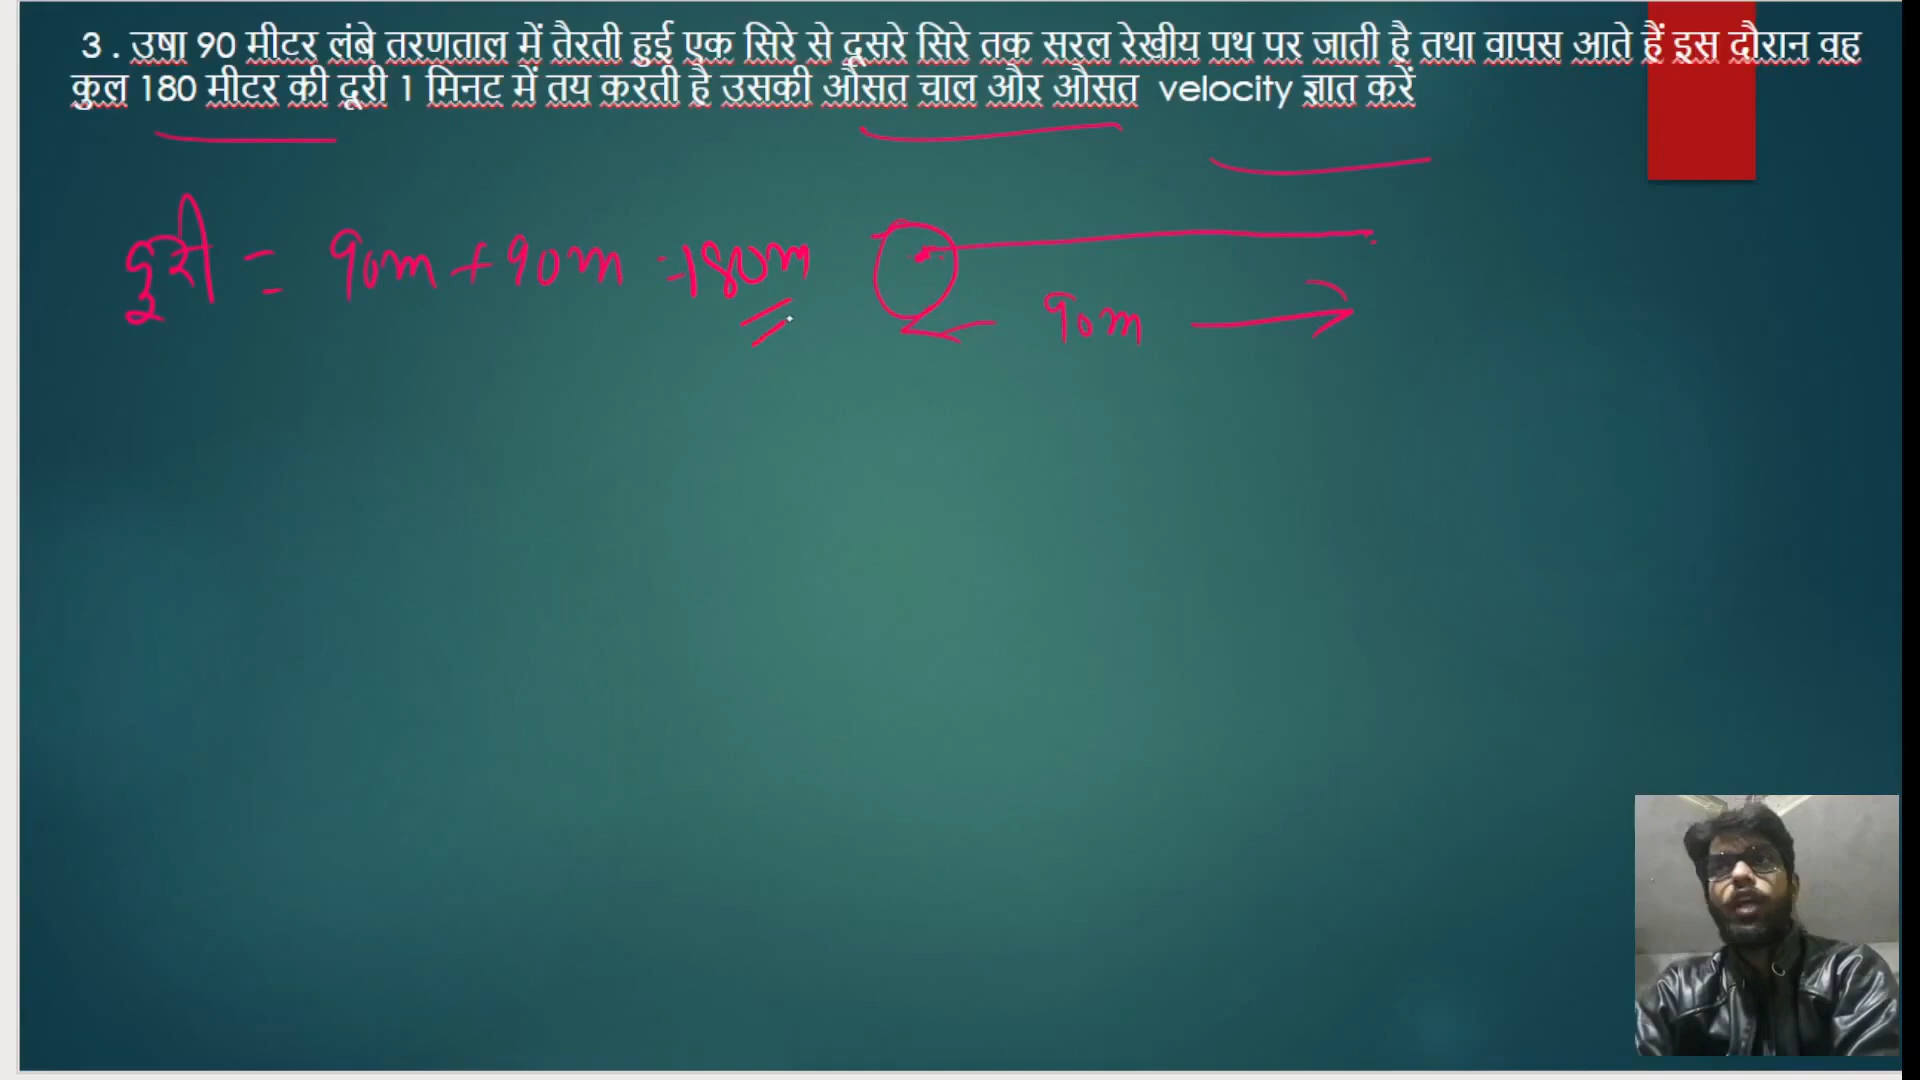 3 . उषा 90 मीटर लंबे तरणताल में तैरती हुई एक सिरे से दूसरे सिरे तक सरल रेखीय पथ पर जाती है तथा वापस आते हैं इस दौरान वह
कुल 180 मीटर की दूरी 1 मिनट में तय करती है उसकी औसत चाल और औसत velocity ज्ञात करें
दूरी = 90m + 90m = 180m
90m